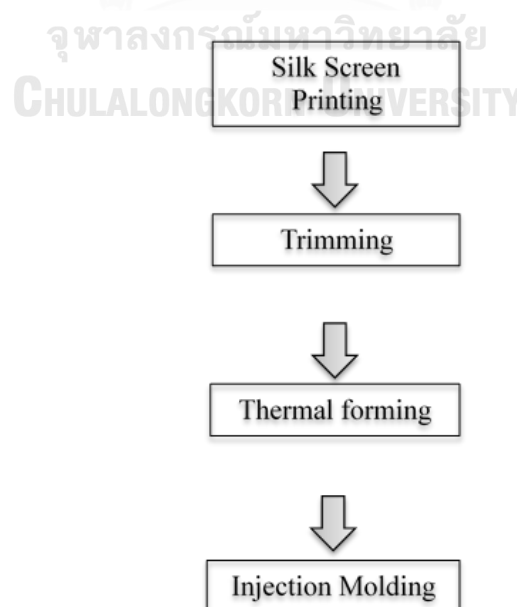 จุฬาลงกรณ์มหาวิทยาลัย
CHULALONGKORN UNIVERSITY
Silk Screen
Printing
Trimming
Thermal forming
Injection Molding